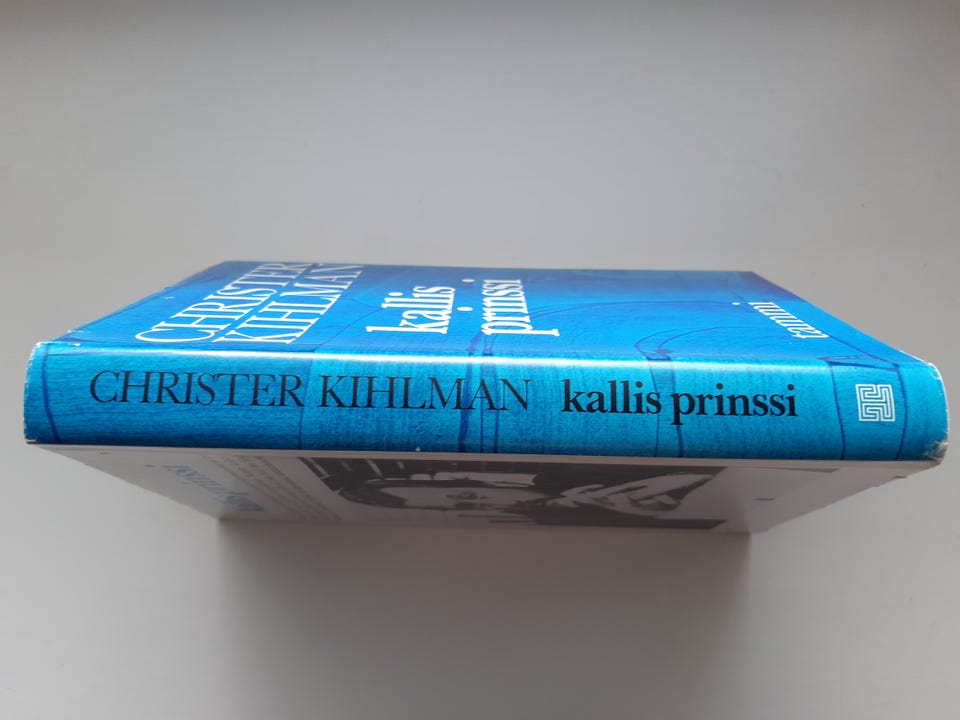 CHRISTER
KIHLMAN
kallis
prinssi
tammi
CHRISTER KIHLMAN kallis prinssi